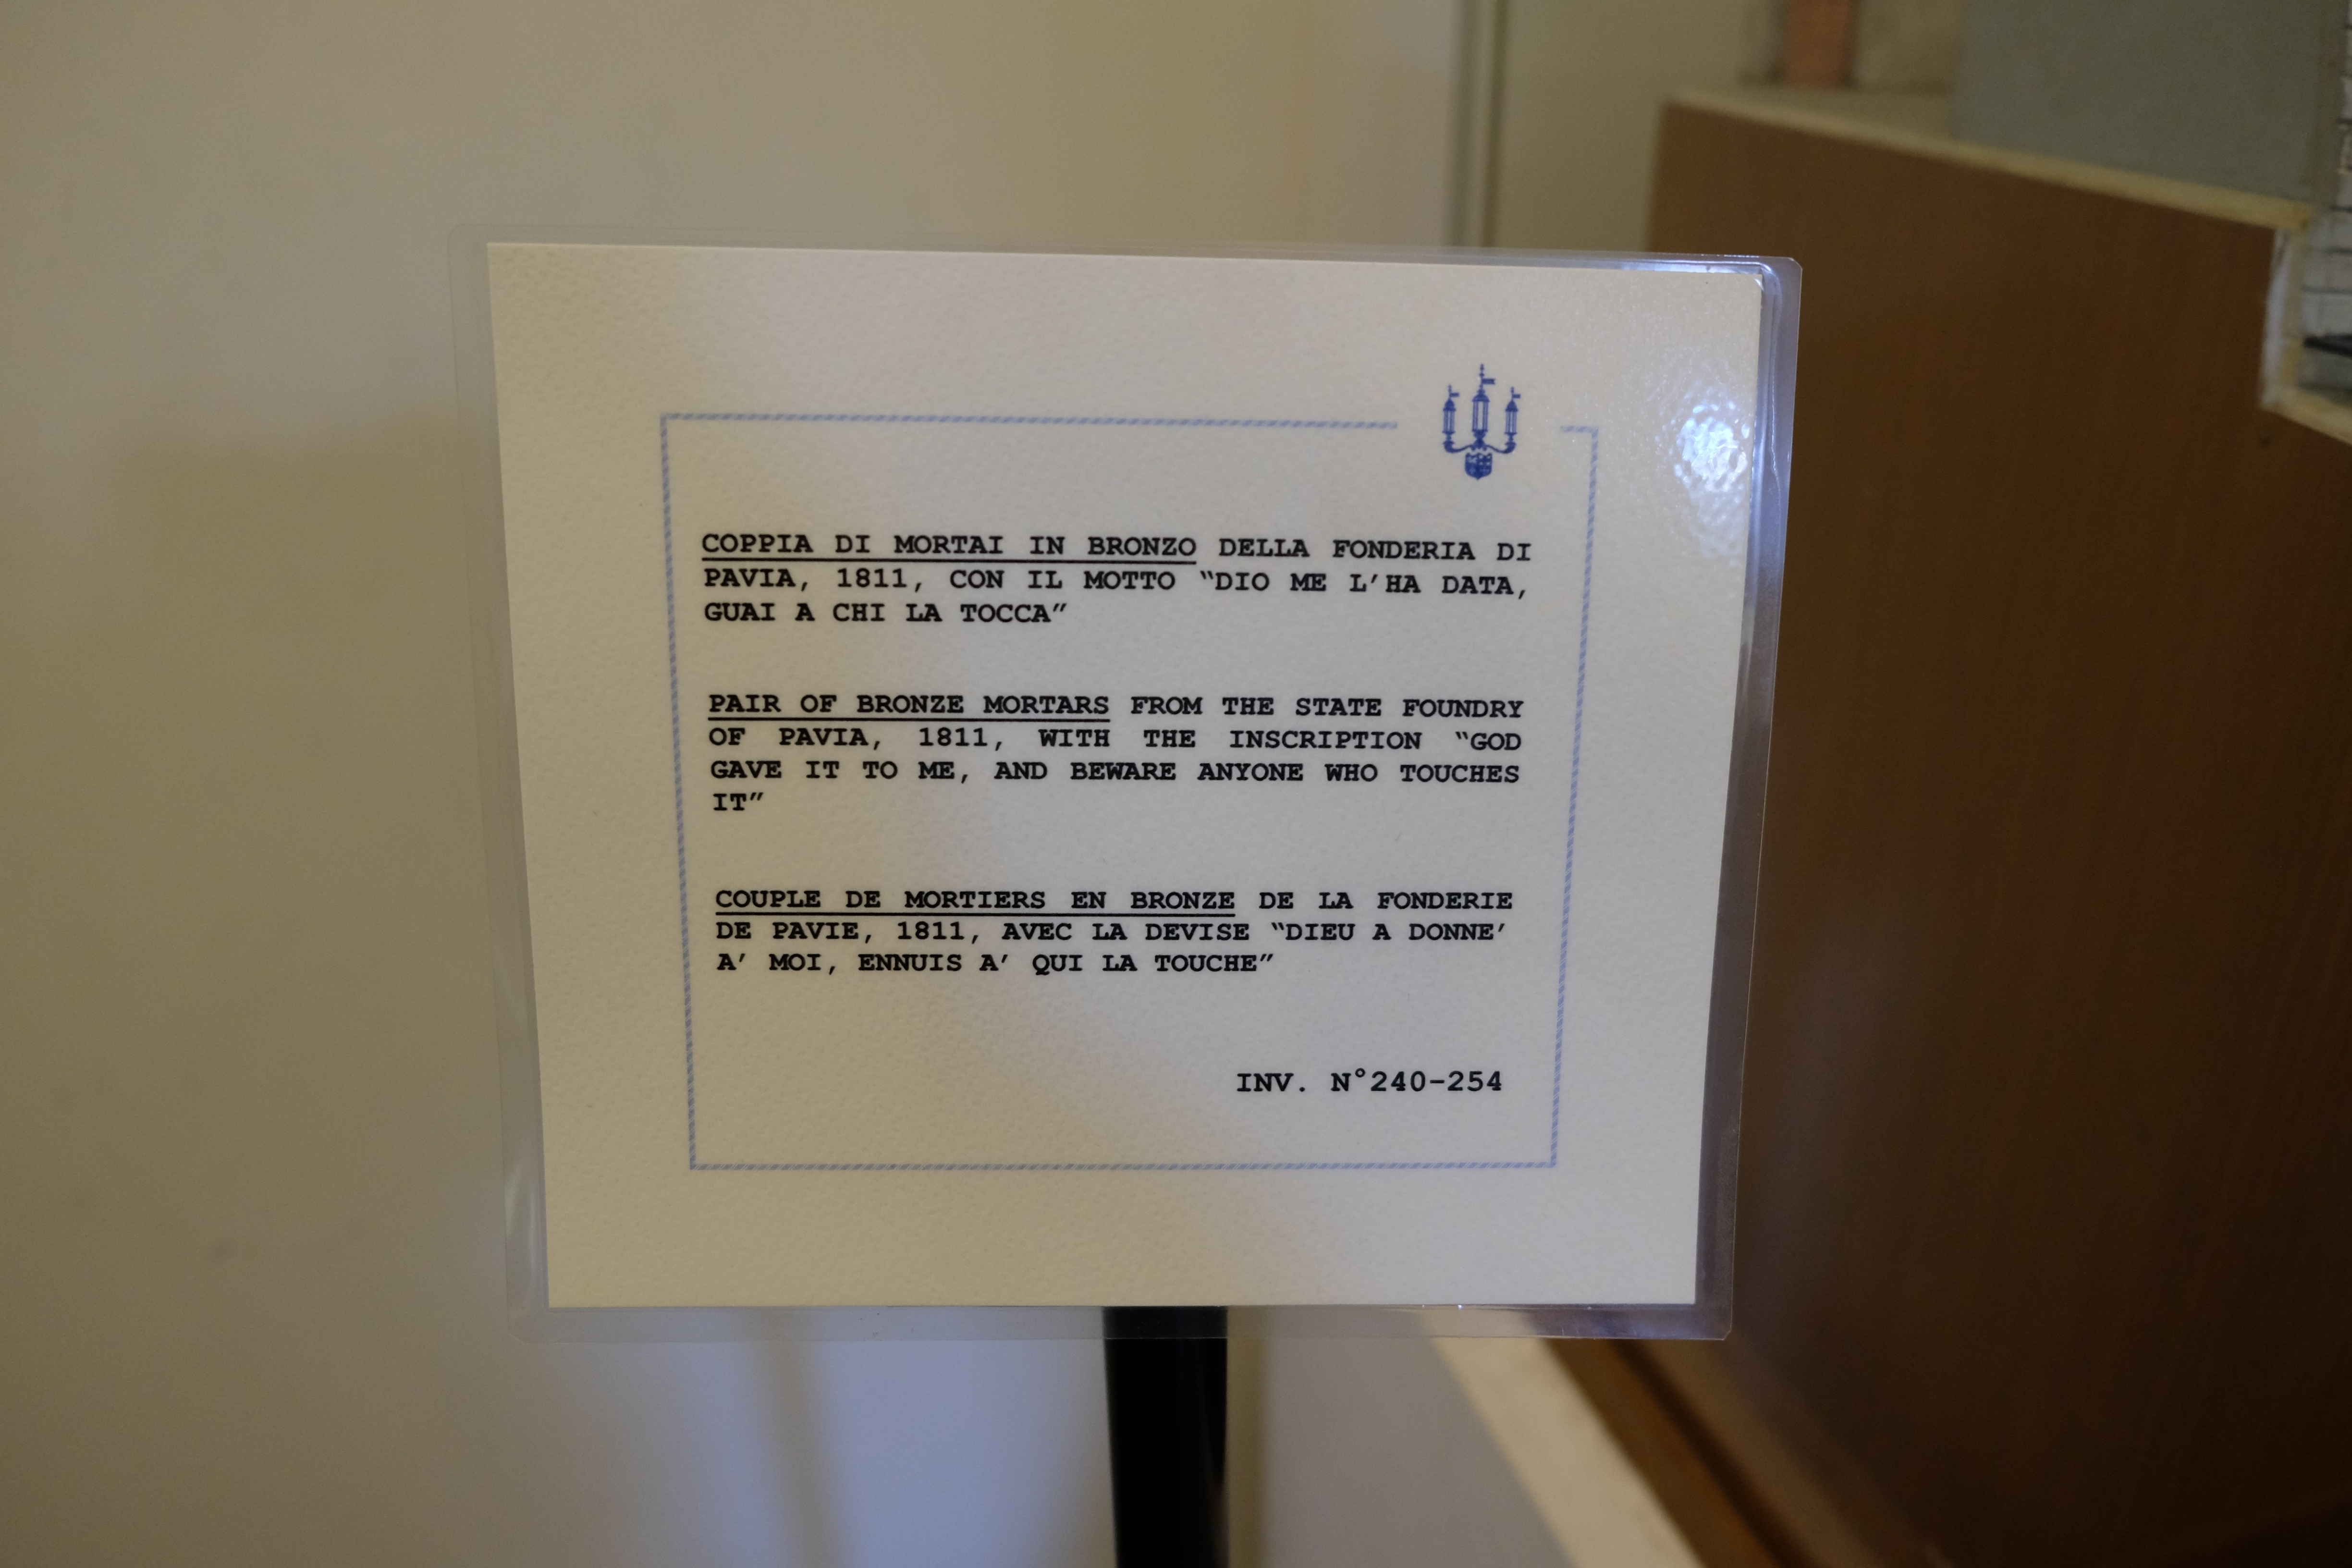 COPPIA DI MORTAI IN BRONZO DELLA FONDERIA DI
PAVIA, 1811, CON IL MOTTO “DIO ME L’HA DATA,
GUAI A CHI LA TOCCA”
PAIR OF BRONZE MORTARS FROM THE STATE FOUNDRY
OF PAVIA, 1811, WITH THE INSCRIPTION “GOD
GAVE IT TO ME, AND BEWARE ANYONE WHO TOUCHES
IT”
COUPLE DE MORTIERS EN BRONZE DE LA FONDERIE
DE PAVIE, 1811, AVEC LA DEVISE “DIEU A DONNE’
A’ MOI, ENNUIS A’ QUI LA TOUCHE”
INV. N°240-254